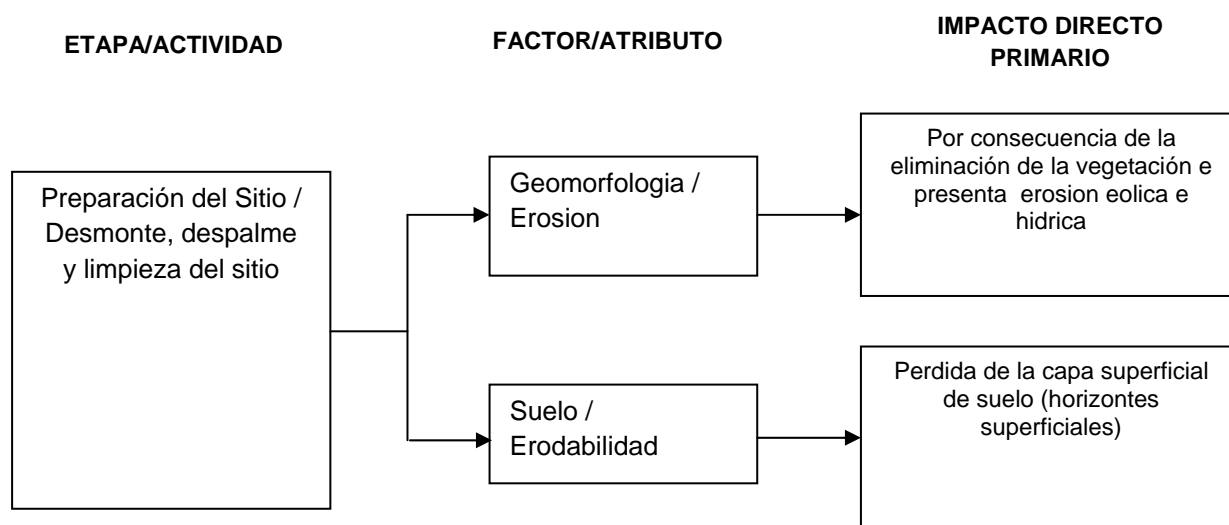 ETAPA/ACTIVIDAD
FACTOR/ATRIBUTO
IMPACTO DIRECTO
PRIMARIO
Preparación del Sitio /
Desmonte, despalme
y limpieza del sitio
Geomorfologia /
Erosion
Por consecuencia de la
eliminación de la vegetación e
presenta erosion eolica e
hidrica
Suelo /
Erodabilidad
Perdida de la capa superficial
de suelo (horizontes
superficiales)